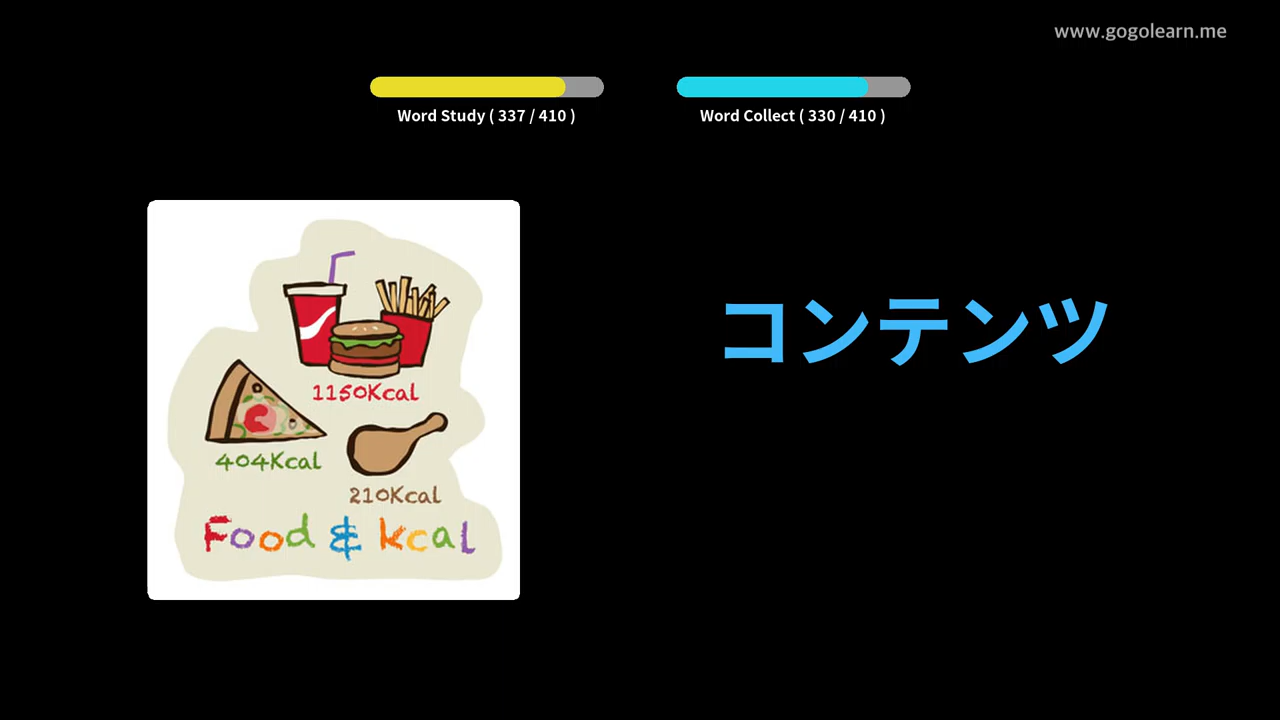 www.gogolearn.me
Word Study ( 337 / 410 )
Word Collect ( 330 / 410 )
コンテンツ
1150Kcal
404Kcal
210Kcal
Food & kcal